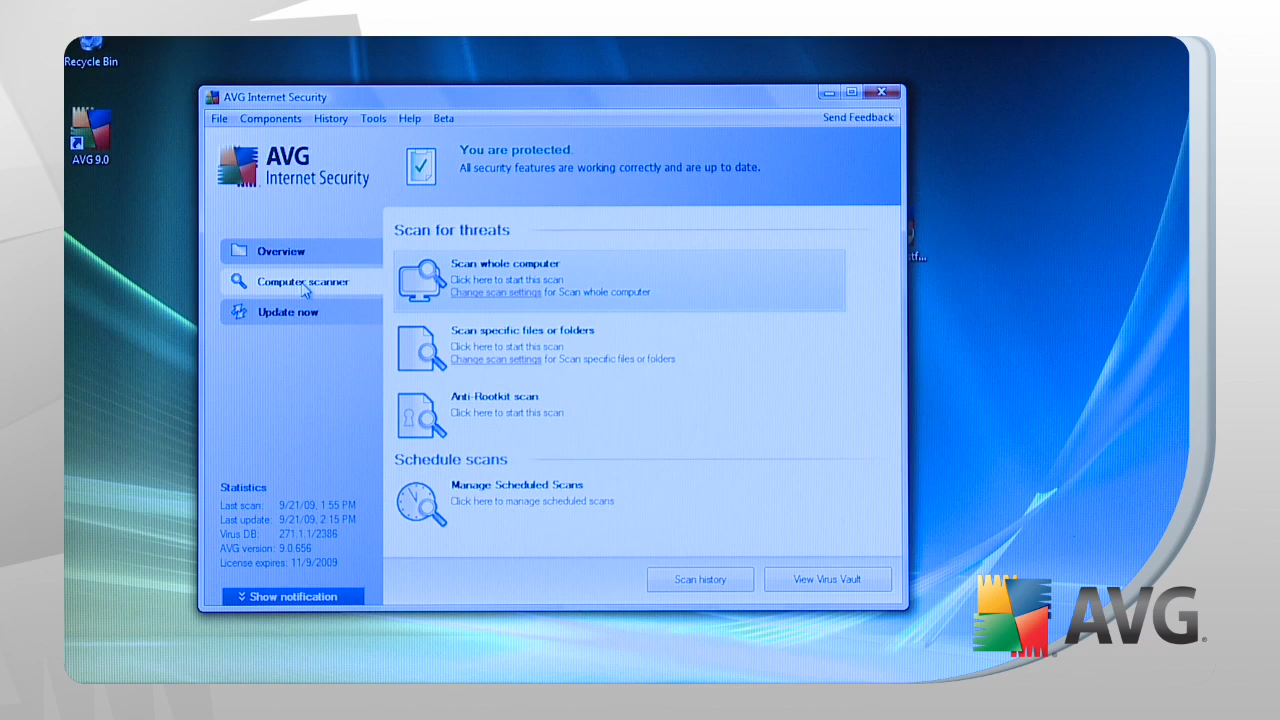 Recycle Bin
AVG 9.0
AVG Internet Security
File Components History Tools Help Beta
Send Feedback
AVG
Internet Security
You are protected.
All security features are working correctly and are up to date.
Overview
Computer scanner
Update now
Scan for threats
Scan whole computer
Click here to start this scan
Change scan settings for Scan whole computer
Scan specific files or folders
Click here to start this scan
Change scan settings for Scan specific files or folders
Anti-Rootkit scan
Click here to start this scan
Schedule scans
Manage Scheduled Scans
Click here to manage scheduled scans
Statistics
Last scan: 9/21/09, 1:55 PM
Last update: 9/21/09, 2:15 PM
Virus DB: 271.1.1/2386
AVG version: 9.0.656
License expires: 11/9/2009
Show notification
Scan history
View Virus Vault
AVG